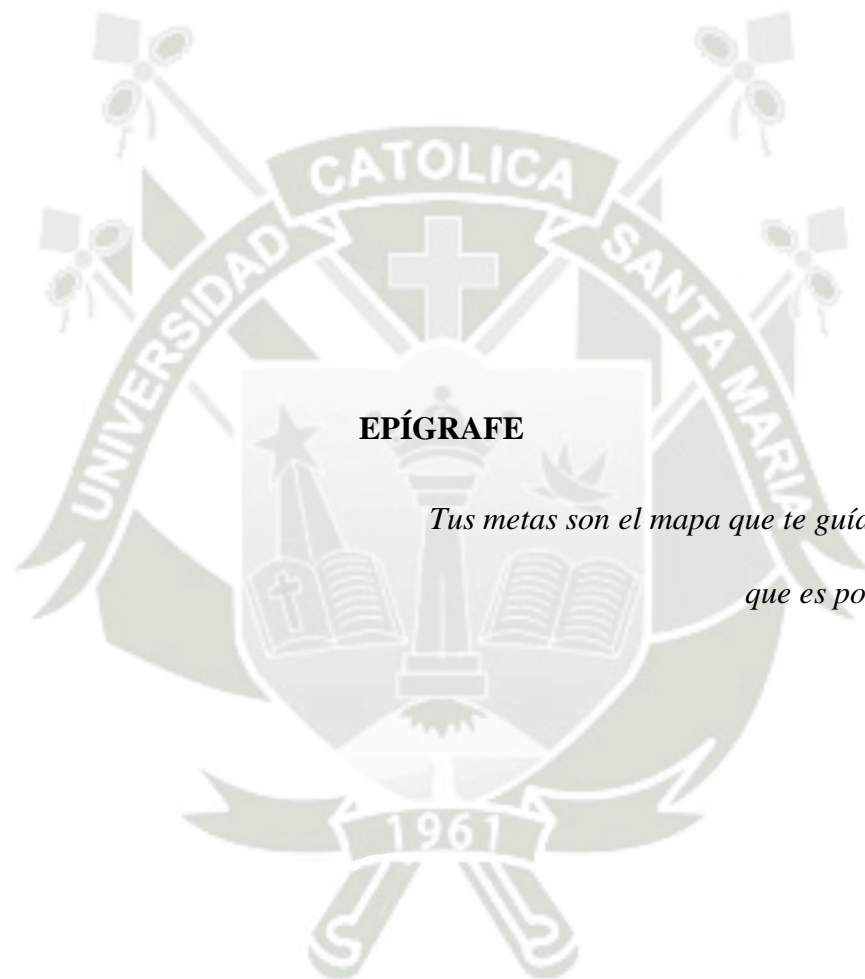 CATOLICA
UNIVERSIDAD
SANTA MARIA
EPÍGRAFE
Tus metas son el mapa que te guía
que es po
1961